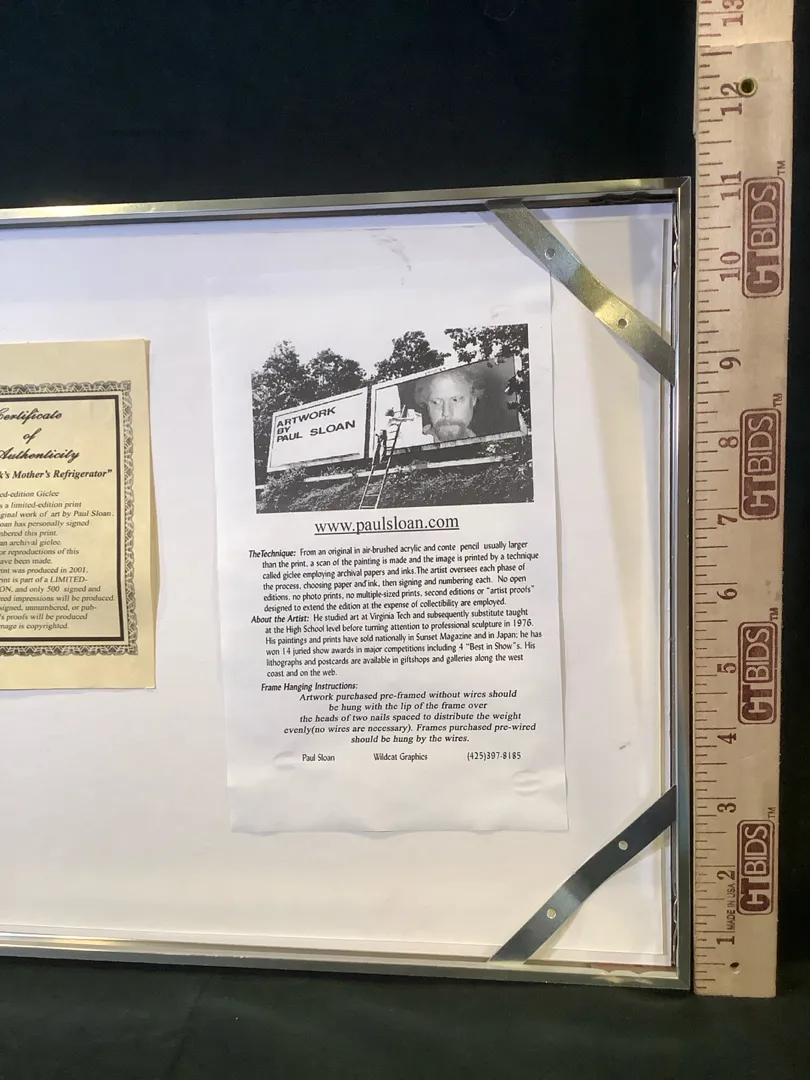 Certificate
of
Authenticity
k's Mother's Refrigerator"
ed-edition Giclee
s a limited-edition print
ginal work of art by Paul Sloan.
oan has personally signed
mbered this print.
an archival giclee.
or reproductions of this
ave been made.
rint was produced in 2001.
rint is part of a LIMITED-
ON, and only 500 signed and
red impressions will be produced
signed, unnumbered, or pub-
's proofs will be produced
mage is copyrighted.
ARTWORK
BY
PAUL SLOAN
www.paulsloan.com
The Technique: From an original in air-brushed acrylic and conte pencil usually larger
than the print, a scan of the painting is made and the image is printed by a technique
called giclee employing archival papers and inks. The artist oversees each phase of
the process, choosing paper and ink, then signing and numbering each. No open
editions, no photo prints, no multiple-sized prints, second editions or "artist proofs"
designed to extend the edition at the expense of collectibility are employed.
About the Artist: He studied art at Virginia Tech and subsequently substitute taught
at the High School level before turning attention to professional sculpture in 1976.
His paintings and prints have sold nationally in Sunset Magazine and in Japan; he has
won 14 juried show awards in major competitions including 4 "Best in Show"s. His
lithographs and postcards are available in giftshops and galleries along the west
coast and on the web.
Frame Hanging Instructions:
Artwork purchased pre-framed without wires should
be hung with the lip of the frame over
the heads of two nails spaced to distribute the weight
evenly(no wires are necessary). Frames purchased pre-wired
should be hung by the wires.
Paul Sloan Wildcat Graphics (425)397-8185
13
12
11
CTBIDS™
10
9
8
CTBIDS™
7
6
CTBIDS™
5
4
3
CTBIDS™
2
MADE IN USA
1